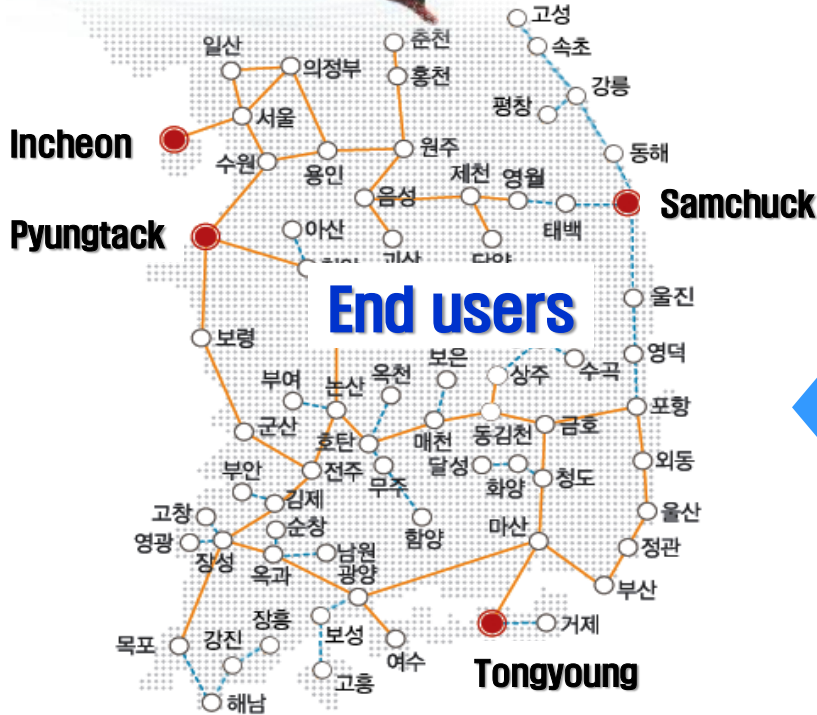 고성
춘천
속초
일산
의정부
홍천
강릉
평창
서울
Incheon
원주
동해
수원
용인
제천
영월
음성
Samchuck
태백
Pyungtack
아산
End users
울진
보령
수곡
영덕
보은
상주
부여
논산
옥천
포항
군산
호탄
매천
동김천
금호
달성
외동
부안
전주
무주
화양
청도
김제
고창
순창
함양
마산
울산
영광
장성
옥과
남원
정관
광양
부산
장흥
거제
목포
강진
보성
여수
Tongyoung
고흥
해남